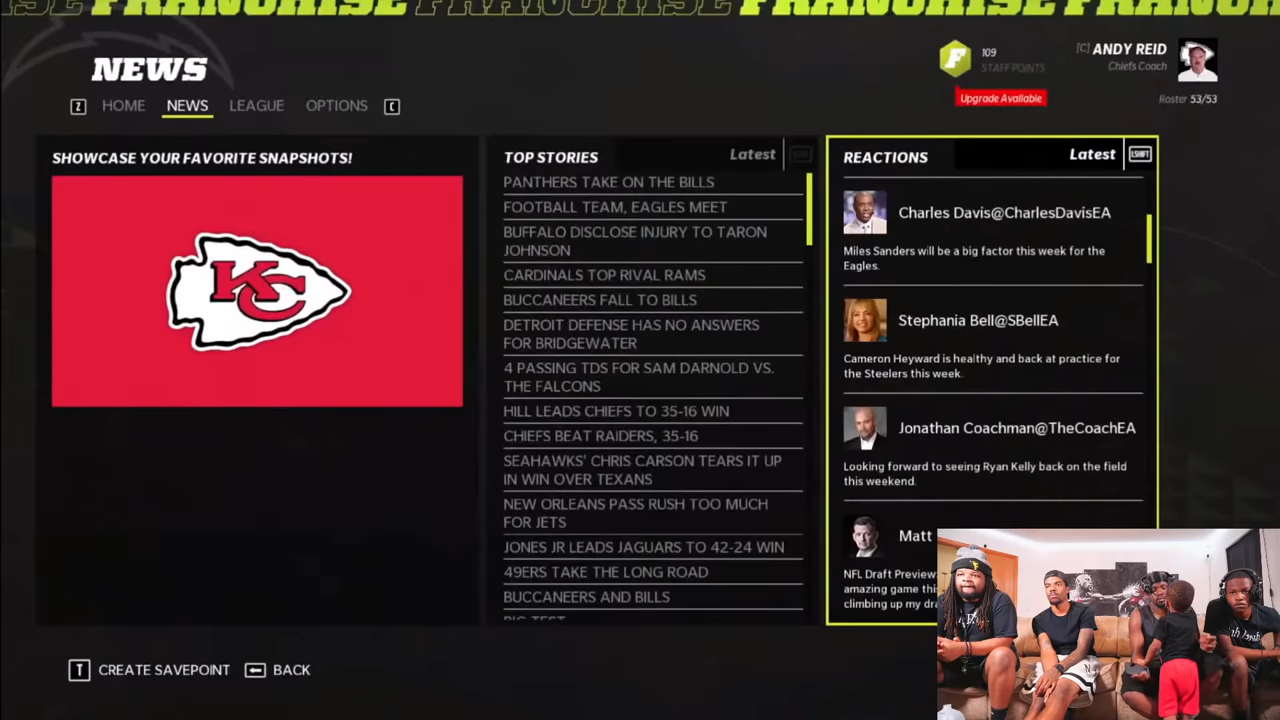 FRANCHISE FRANCHISE FRANCHISE FRANCHISE
NEWS
109
STAFF POINTS
Upgrade Available
[C] ANDY REID
Chiefs Coach
Roster 53/53
Z HOME NEWS LEAGUE OPTIONS C
SHOWCASE YOUR FAVORITE SNAPSHOTS!
KC
TOP STORIES Latest
PANTHERS TAKE ON THE BILLS
FOOTBALL TEAM, EAGLES MEET
BUFFALO DISCLOSE INJURY TO TARON
JOHNSON
CARDINALS TOP RIVAL RAMS
BUCCANEERS FALL TO BILLS
DETROIT DEFENSE HAS NO ANSWERS
FOR BRIDGEWATER
4 PASSING TDS FOR SAM DARNOLD VS.
THE FALCONS
HILL LEADS CHIEFS TO 35-16 WIN
CHIEFS BEAT RAIDERS, 35-16
SEAHAWKS' CHRIS CARSON TEARS IT UP
IN WIN OVER TEXANS
NEW ORLEANS PASS RUSH TOO MUCH
FOR JETS
JONES JR LEADS JAGUARS TO 42-24 WIN
49ERS TAKE THE LONG ROAD
BUCCANEERS AND BILLS
BIG TEST
REACTIONS Latest LSHIFT
Charles Davis@CharlesDavisEA
Miles Sanders will be a big factor this week for the
Eagles.
Stephania Bell@SBellEA
Cameron Heyward is healthy and back at practice for
the Steelers this week.
Jonathan Coachman@TheCoachEA
Looking forward to seeing Ryan Kelly back on the field
this weekend.
Matt
NFL Draft Preview
amazing game thi
climbing up my dra
T CREATE SAVEPOINT BACK